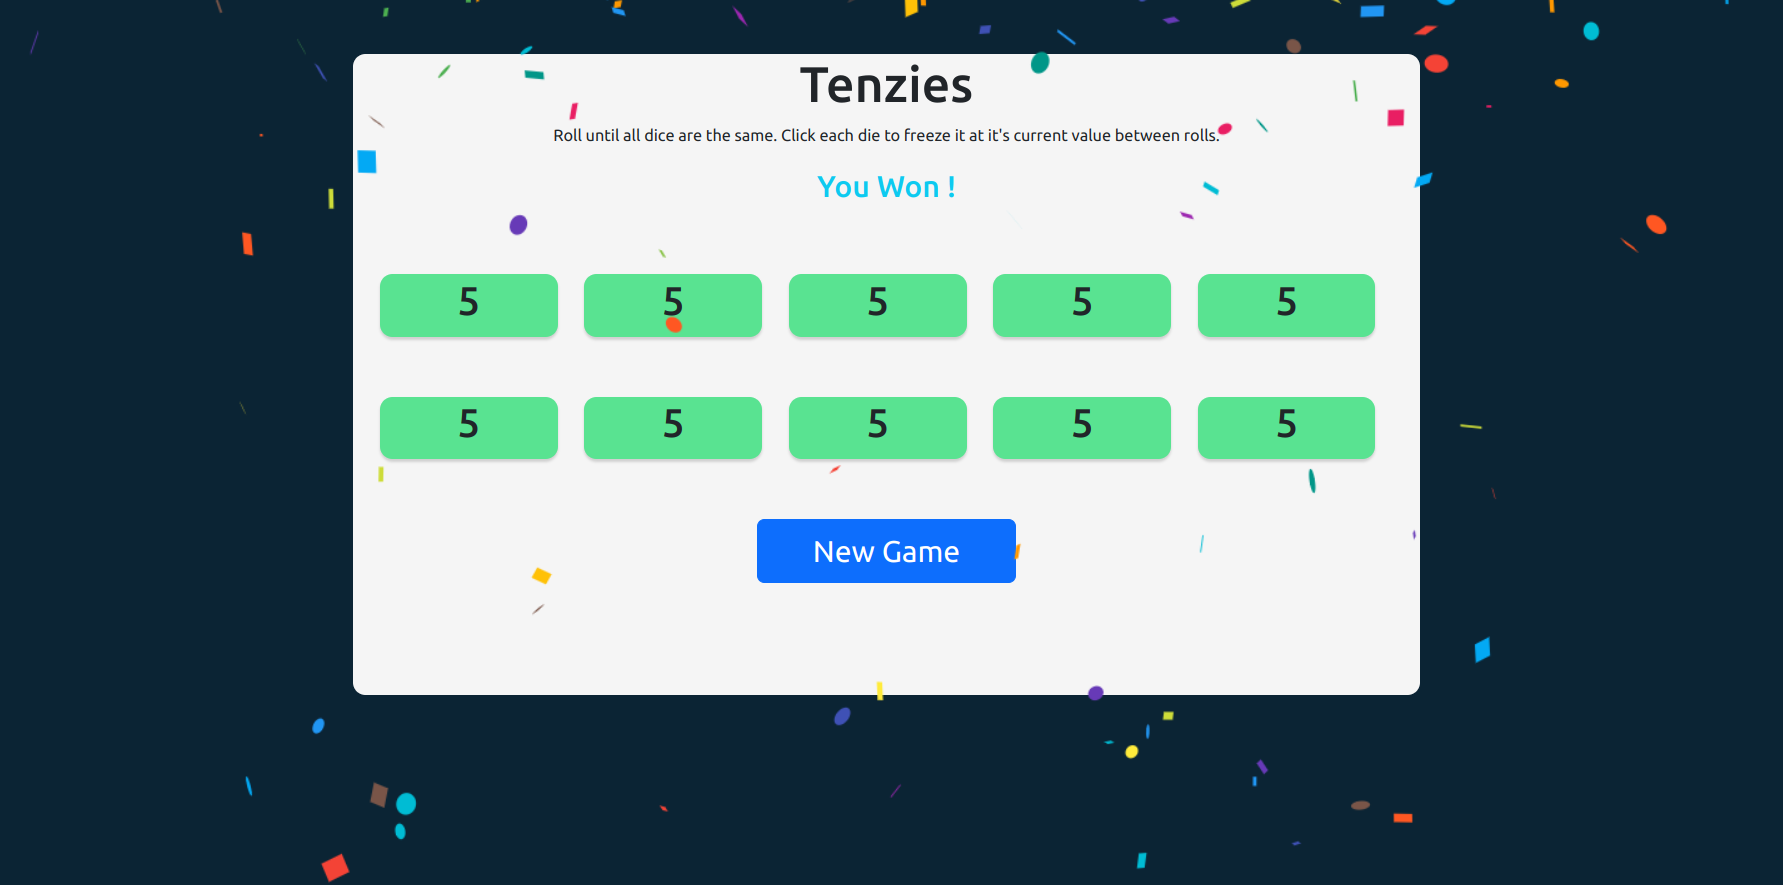 Tenzies
Roll until all dice are the same. Click each die to freeze it at it's current value between rolls.
You Won !
5 5 5 5 5
5 5 5 5 5
New Game